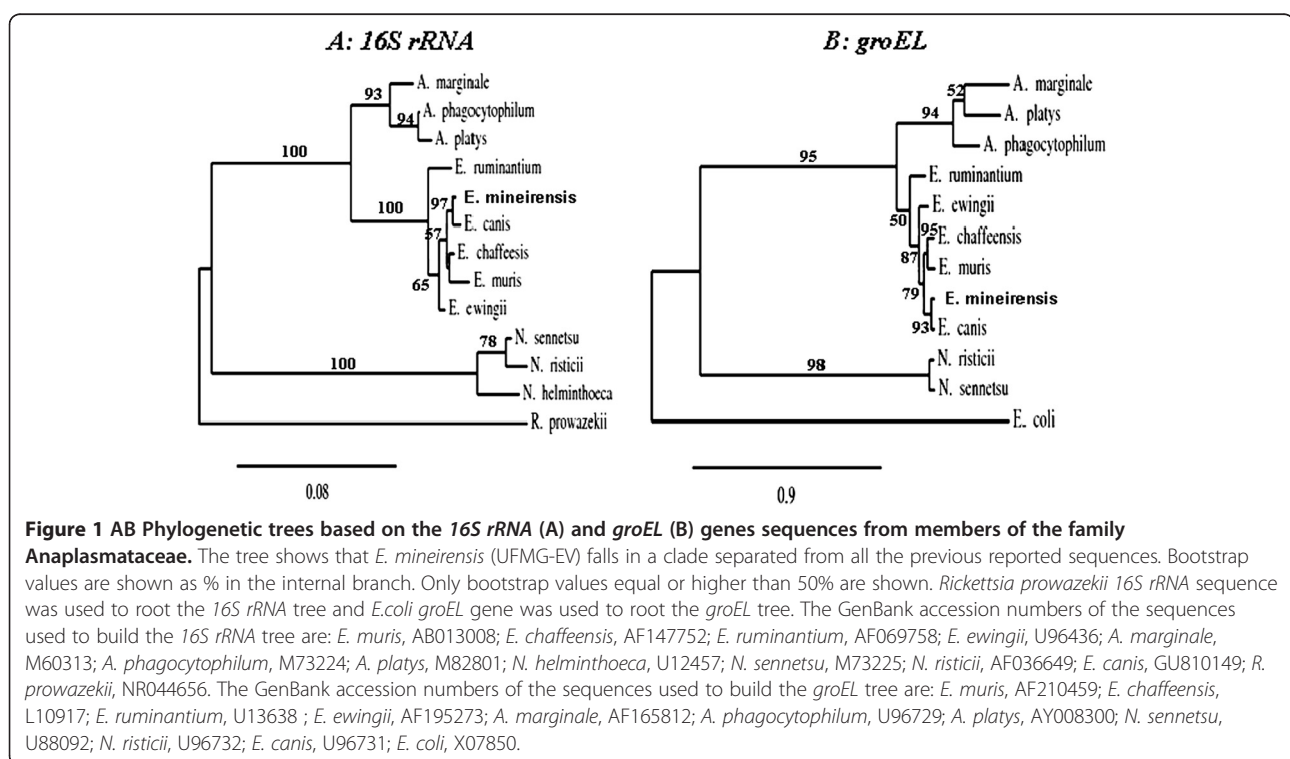 A: 16S rRNA
93
A. marginale
94
A. phagocytophilum
A. platys
100
E. ruminantium
100
97
E. mineirensis
E. canis
57
E. chaffeesis
E. muris
65
E. ewingii
78
N. sennetsu
N. risticii
100
N. helminthoeca
R. prowazekii
0.08
B: groEL
52
A. marginale
94
A. platys
A. phagocytophilum
95
E. ruminantium
50
E. ewingii
95
E. chaffeensis
87
E. muris
79
E. mineirensis
93
E. canis
N. risticii
98
N. sennetsu
E. coli
0.9
Figure 1 AB Phylogenetic trees based on the 16S rRNA (A) and groEL (B) genes sequences from members of the family
Anaplasmataceae. The tree shows that E. mineirensis (UFMG-EV) falls in a clade separated from all the previous reported sequences. Bootstrap
values are shown as % in the internal branch. Only bootstrap values equal or higher than 50% are shown. Rickettsia prowazekii 16S rRNA sequence
was used to root the 16S rRNA tree and E.coli groEL gene was used to root the groEL tree. The GenBank accession numbers of the sequences
used to build the 16S rRNA tree are: E. muris, AB013008; E. chaffeensis, AF147752; E. ruminantium, AF069758; E. ewingii, U96436; A. marginale,
M60313; A. phagocytophilum, M73224; A. platys, M82801; N. helminthoeca, U12457; N. sennetsu, M73225; N. risticii, AF036649; E. canis, GU810149; R.
prowazekii, NR044656. The GenBank accession numbers of the sequences used to build the groEL tree are: E. muris, AF210459; E. chaffeensis,
L10917; E. ruminantium, U13638 ; E. ewingii, AF195273; A. marginale, AF165812; A. phagocytophilum, U96729; A. platys, AY008300; N. sennetsu,
U88092; N. risticii, U96732; E. canis, U96731; E. coli, X07850.